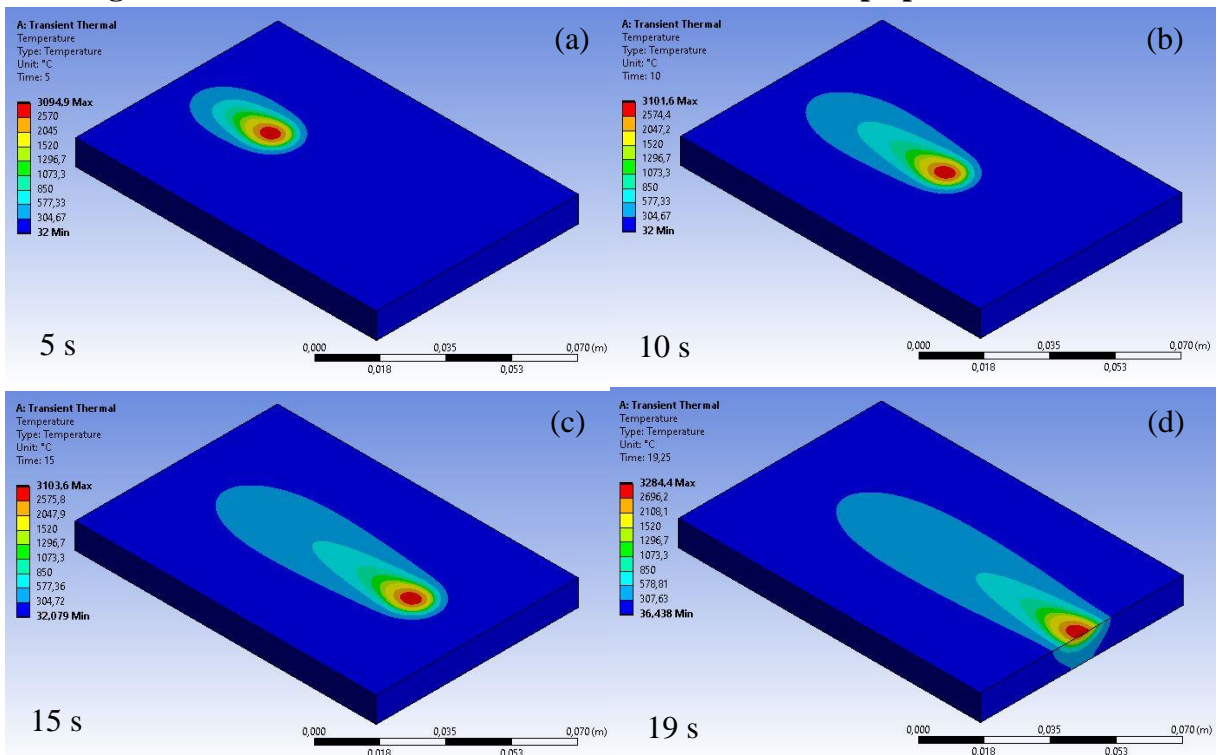 A: Transient Thermal
Temperature
Type: Temperature
Unit: °C
Time: 5
(a)
3094,9 Max
2570
2045
1520
1296,7
1073,3
850
577,33
304,67
32 Min
5 s
0,000 0,035 0,070 (m)
0,018 0,053
A: Transient Thermal
Temperature
Type: Temperature
Unit: °C
Time: 10
(b)
3101,6 Max
2574,4
2047,2
1520
1296,7
1073,3
850
577,33
304,67
32 Min
10 s
0,000 0,035 0,070 (m)
0,018 0,053
A: Transient Thermal
Temperature
Type: Temperature
Unit: °C
Time: 15
(c)
3103,6 Max
2575,8
2047,9
1520
1296,7
1073,3
850
577,36
304,72
32,079 Min
15 s
0,000 0,035 0,070 (m)
0,018 0,053
A: Transient Thermal
Temperature
Type: Temperature
Unit: °C
Time: 19,25
(d)
3284,4 Max
2696,2
2108,1
1520
1296,7
1073,3
850
578,81
307,63
36,438 Min
19 s
0,000 0,035 0,070 (m)
0,018 0,053